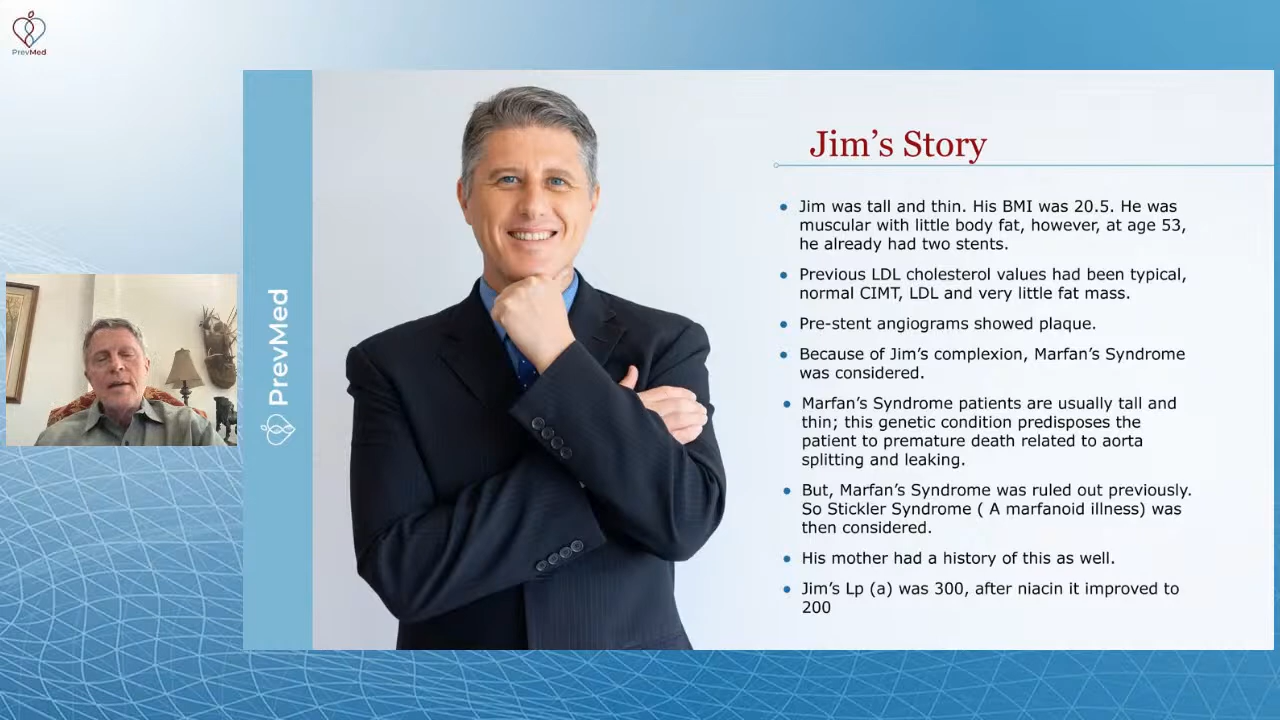 PrevMed
PrevMed
Jim's Story
Jim was tall and thin. His BMI was 20.5. He was
muscular with little body fat, however, at age 53,
he already had two stents.
Previous LDL cholesterol values had been typical,
normal CIMT, LDL and very little fat mass.
Pre-stent angiograms showed plaque.
Because of Jim's complexion, Marfan's Syndrome
was considered.
Marfan's Syndrome patients are usually tall and
thin; this genetic condition predisposes the
patient to premature death related to aorta
splitting and leaking.
But, Marfan's Syndrome was ruled out previously.
So Stickler Syndrome ( A marfanoid illness) was
then considered.
His mother had a history of this as well.
Jim's Lp (a) was 300, after niacin it improved to
200